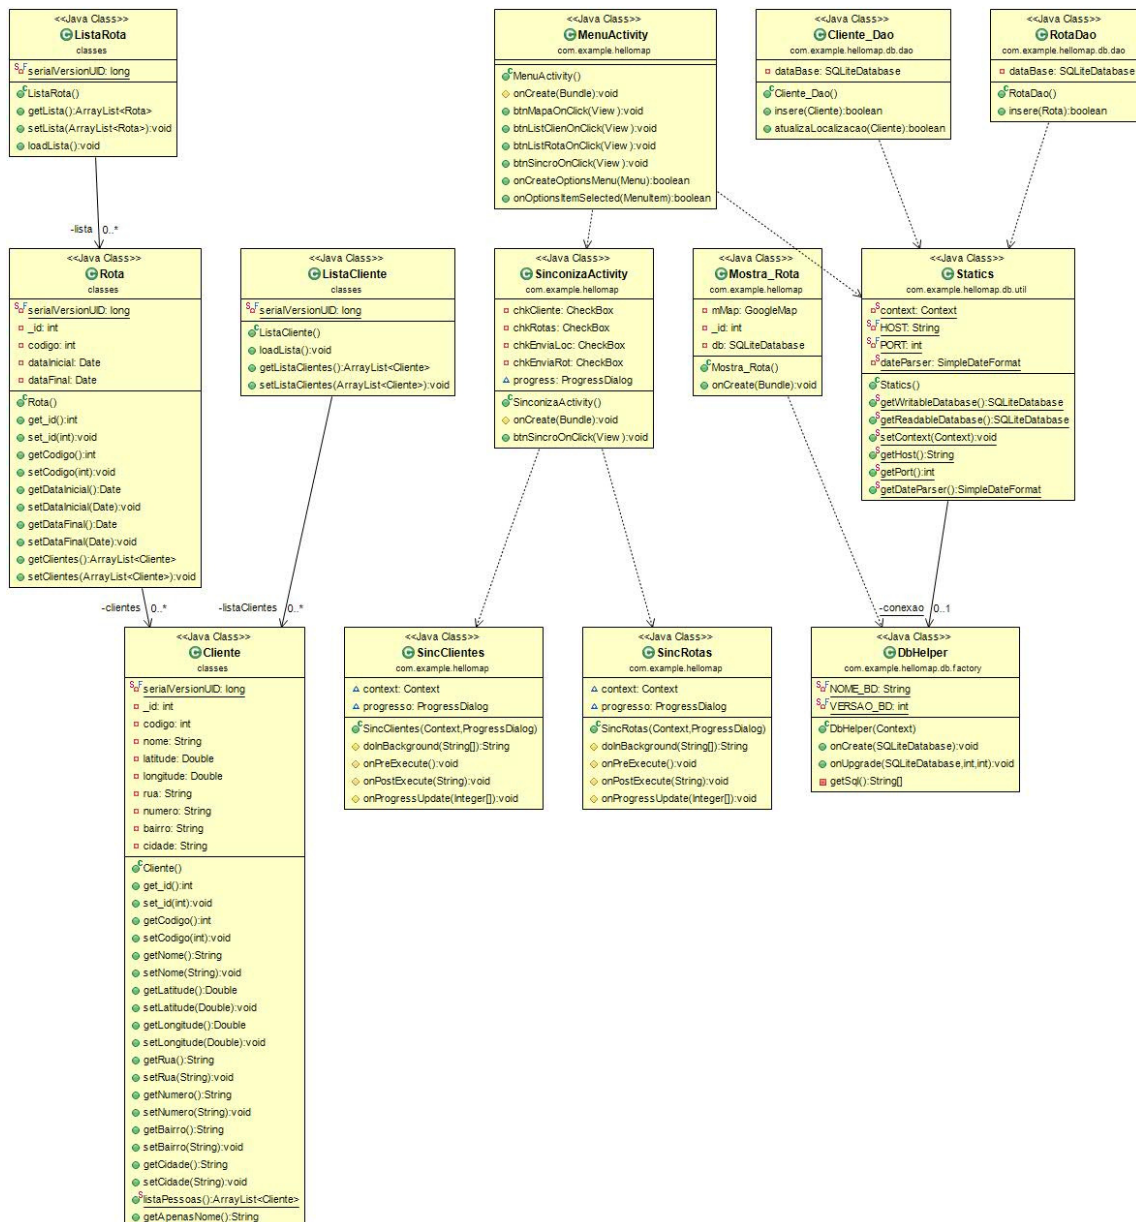 <<Java Class>>
ListaRota
classes
serialVersionUID: long
ListaRota()
getLista():ArrayList<Rota>
setLista(ArrayList<Rota>):void
loadLista():void
<<Java Class>>
MenuActivity
com.example.hellomap
MenuActivity()
onCreate(Bundle):void
btnMapaOnClick(View ):void
btnListClienOnClick(View ):void
btnListRotaOnClick(View ):void
btnSincroOnClick(View ):void
onCreateOptionsMenu(Menu):boolean
onOptionsItemSelected(MenuItem):boolean
<<Java Class>>
Cliente_Dao
com.example.hellomap.db.dao
dataBase: SQLiteDatabase
Cliente_Dao()
insere(Cliente):boolean
atualizaLocalizacao(Cliente):boolean
<<Java Class>>
RotaDao
com.example.hellomap.db.dao
dataBase: SQLiteDatabase
RotaDao()
insere(Rota):boolean
-lista 0..*
<<Java Class>>
Rota
classes
serialVersionUID: long
_id: int
codigo: int
dataInicial: Date
dataFinal: Date
Rota()
get_id():int
set_id(int):void
getCodigo():int
setCodigo(int):void
getDataInicial():Date
setDataInicial(Date):void
getDataFinal():Date
setDataFinal(Date):void
getClientes():ArrayList<Cliente>
setClientes(ArrayList<Cliente>):void
<<Java Class>>
ListaCliente
classes
serialVersionUID: long
ListaCliente()
loadLista():void
getListaClientes():ArrayList<Cliente>
setListaClientes(ArrayList<Cliente>):void
<<Java Class>>
SinconizaActivity
com.example.hellomap
chkCliente: CheckBox
chkRotas: CheckBox
chkEnviaLoc: CheckBox
chkEnviaRot: CheckBox
progress: ProgressDialog
SinconizaActivity()
onCreate(Bundle):void
btnSincroOnClick(View ):void
<<Java Class>>
Mostra_Rota
com.example.hellomap
mMap: GoogleMap
_id: int
db: SQLiteDatabase
Mostra_Rota()
onCreate(Bundle):void
<<Java Class>>
Statics
com.example.hellomap.db.util
context: Context
HOST: String
PORT: int
dateParser: SimpleDateFormat
Statics()
getWritableDatabase():SQLiteDatabase
getReadableDatabase():SQLiteDatabase
setContext(Context):void
getHost():String
getPort():int
getDateParser():SimpleDateFormat
-clientes 0..*
-listaClientes 0..*
-conexao 0..1
<<Java Class>>
Cliente
classes
serialVersionUID: long
_id: int
codigo: int
nome: String
latitude: Double
longitude: Double
rua: String
numero: String
bairro: String
cidade: String
Cliente()
get_id():int
set_id(int):void
getCodigo():int
setCodigo(int):void
getNome():String
setNome(String):void
getLatitude():Double
setLatitude(Double):void
getLongitude():Double
setLongitude(Double):void
getRua():String
setRua(String):void
getNumero():String
setNumero(String):void
getBairro():String
setBairro(String):void
getCidade():String
setCidade(String):void
listaPessoas():ArrayList<Cliente>
getApenasNome():String
<<Java Class>>
SincClientes
com.example.hellomap
context: Context
progresso: ProgressDialog
SincClientes(Context,ProgressDialog)
doInBackground(String[]):String
onPreExecute():void
onPostExecute(String):void
onProgressUpdate(Integer[]):void
<<Java Class>>
SincRotas
com.example.hellomap
context: Context
progresso: ProgressDialog
SincRotas(Context,ProgressDialog)
doInBackground(String[]):String
onPreExecute():void
onPostExecute(String):void
onProgressUpdate(Integer[]):void
<<Java Class>>
DbHelper
com.example.hellomap.db.factory
NOME_BD: String
VERSAO_BD: int
DbHelper(Context)
onCreate(SQLiteDatabase):void
onUpgrade(SQLiteDatabase,int,int):void
getSql():String[]